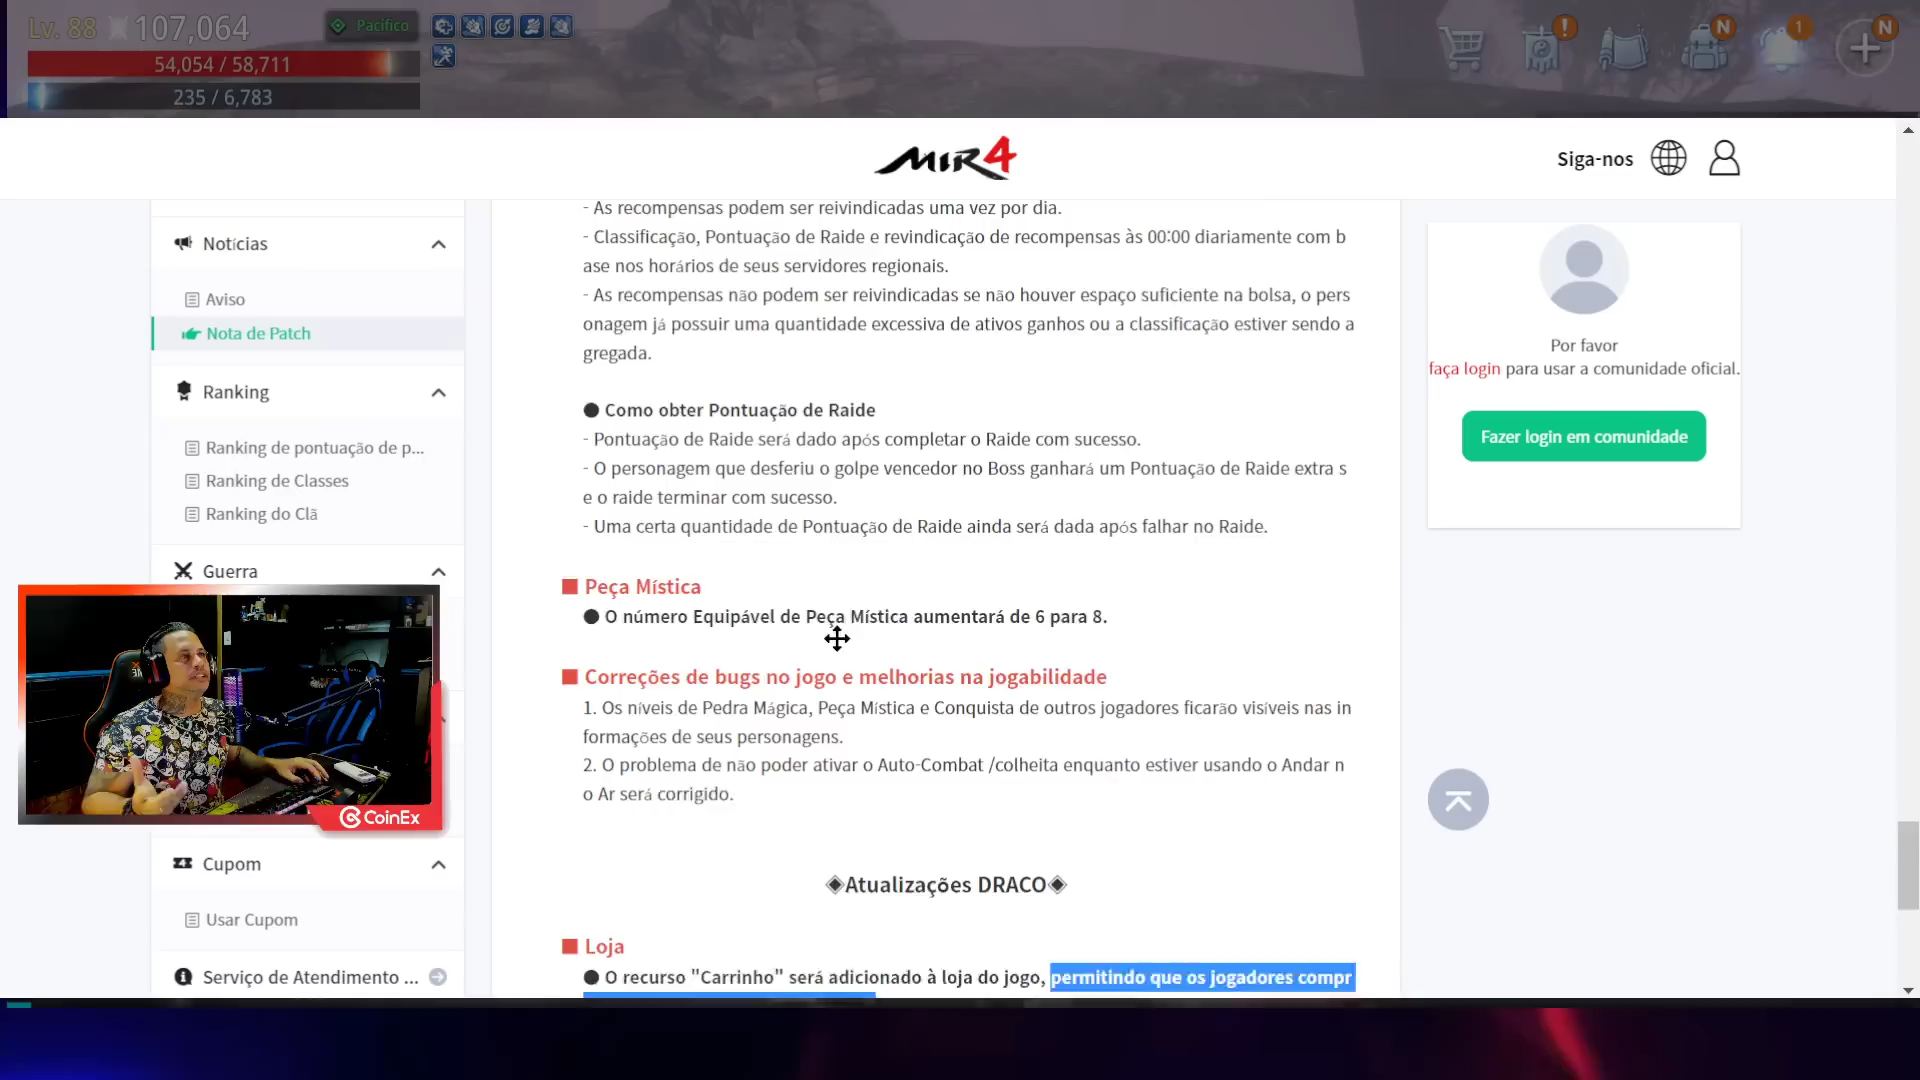 Lv. 88 107,064
Pacífico
54,054 / 58,711
235 / 6,783
N
1
N
MIR4
Siga-nos
Notícias
Aviso
Nota de Patch
Ranking
Ranking de pontuação de p...
Ranking de Classes
Ranking do Clã
Guerra
CoinEx
Cupom
Usar Cupom
Serviço de Atendimento ...
- As recompensas podem ser reivindicadas uma vez por dia.
- Classificação, Pontuação de Raide e revindicação de recompensas às 00:00 diariamente com b
ase nos horários de seus servidores regionais.
- As recompensas não podem ser reivindicadas se não houver espaço suficiente na bolsa, o pers
onagem já possuir uma quantidade excessiva de ativos ganhos ou a classificação estiver sendo a
gregada.
● Como obter Pontuação de Raide
- Pontuação de Raide será dado após completar o Raide com sucesso.
- O personagem que desferiu o golpe vencedor no Boss ganhará um Pontuação de Raide extra s
e o raide terminar com sucesso.
- Uma certa quantidade de Pontuação de Raide ainda será dada após falhar no Raide.
■ Peça Mística
● O número Equipável de Peça Mística aumentará de 6 para 8.
■ Correções de bugs no jogo e melhorias na jogabilidade
1. Os níveis de Pedra Mágica, Peça Mística e Conquista de outros jogadores ficarão visíveis nas in
formações de seus personagens.
2. O problema de não poder ativar o Auto-Combat /colheita enquanto estiver usando o Andar n
o Ar será corrigido.
◈Atualizações DRACO◈
■ Loja
● O recurso "Carrinho" será adicionado à loja do jogo, permitindo que os jogadores compr
Por favor
faça login para usar a comunidade oficial.
Fazer login em comunidade